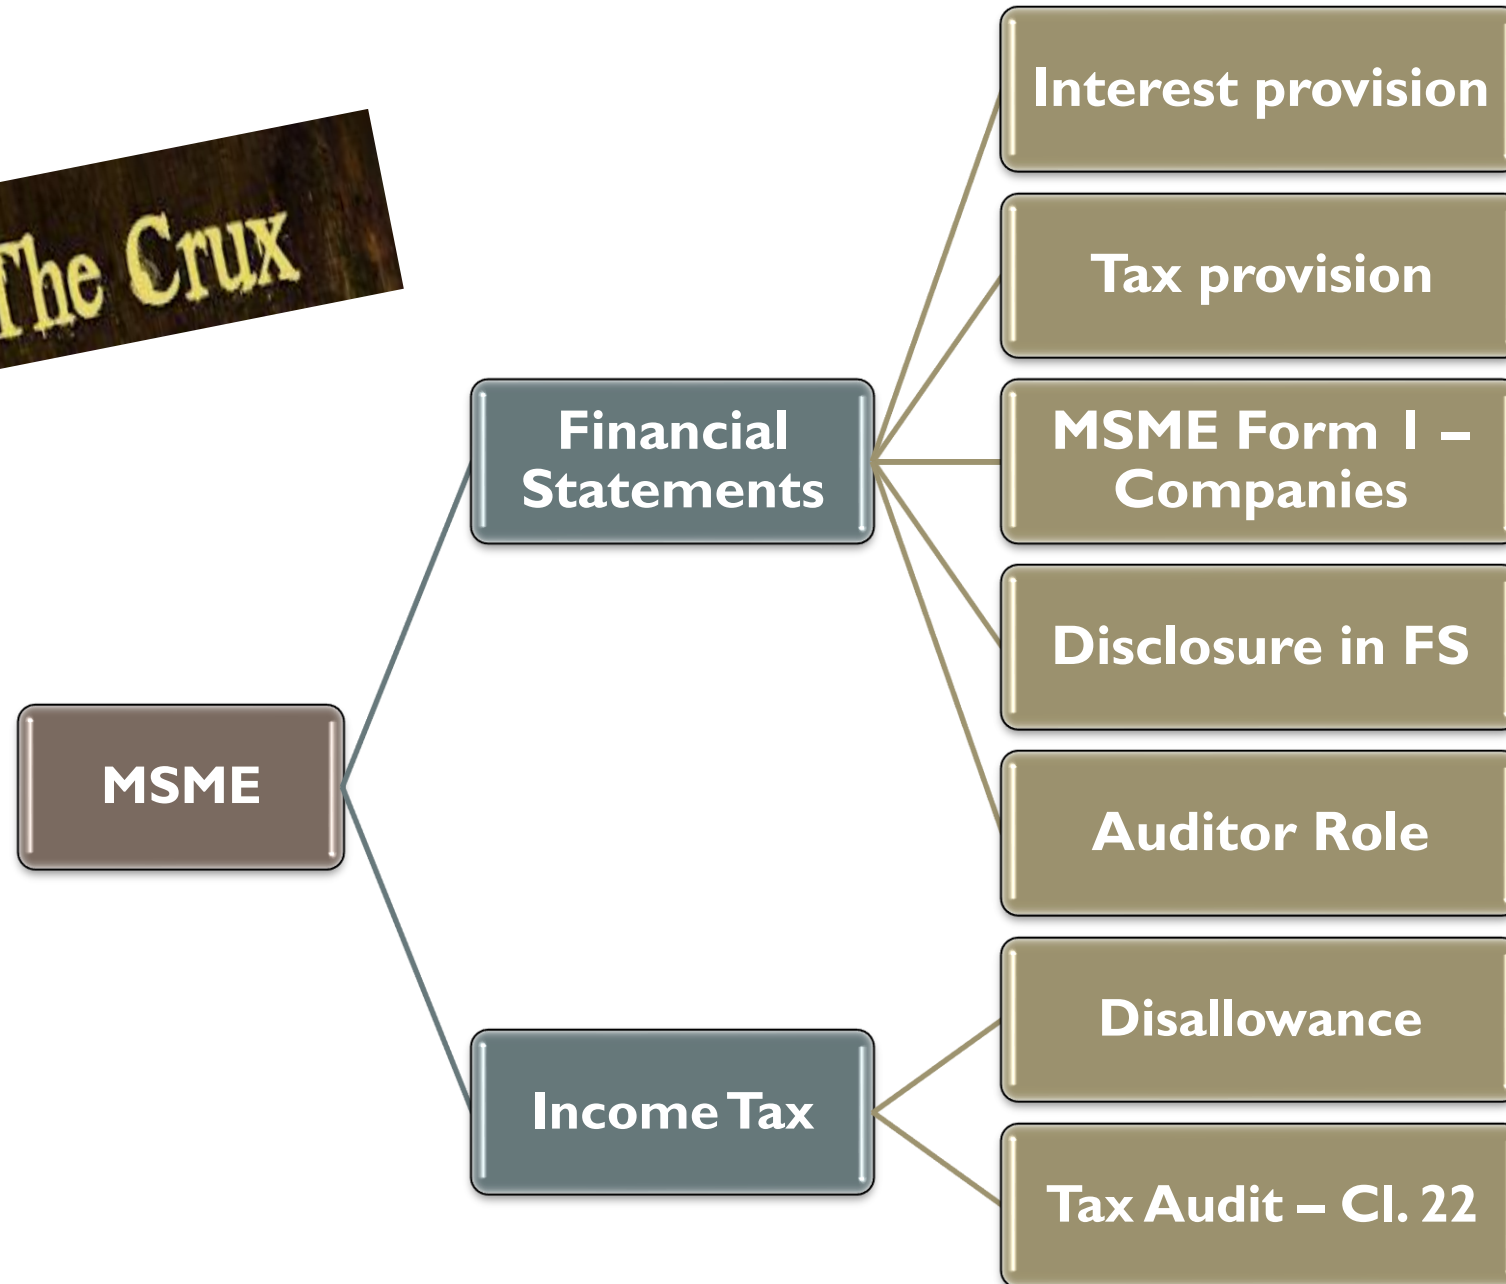 The Crux
Interest provision
Tax provision
Financial
Statements
MSME Form 1 –
Companies
Disclosure in FS
MSME
Auditor Role
Disallowance
Income Tax
Tax Audit – Cl. 22